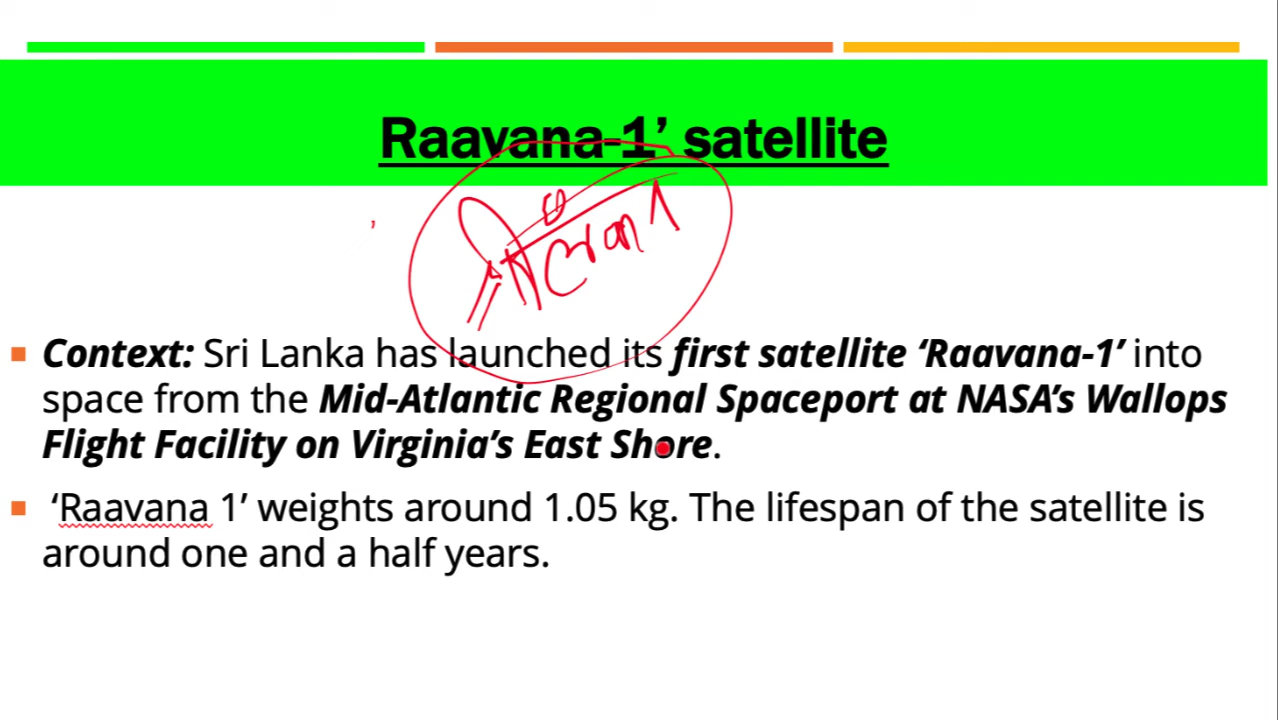 Raavana-1’ satellite
Context: Sri Lanka has launched its first satellite ‘Raavana-1’ into
space from the Mid-Atlantic Regional Spaceport at NASA’s Wallops
Flight Facility on Virginia’s East Shore.
‘Raavana 1’ weights around 1.05 kg. The lifespan of the satellite is
around one and a half years.